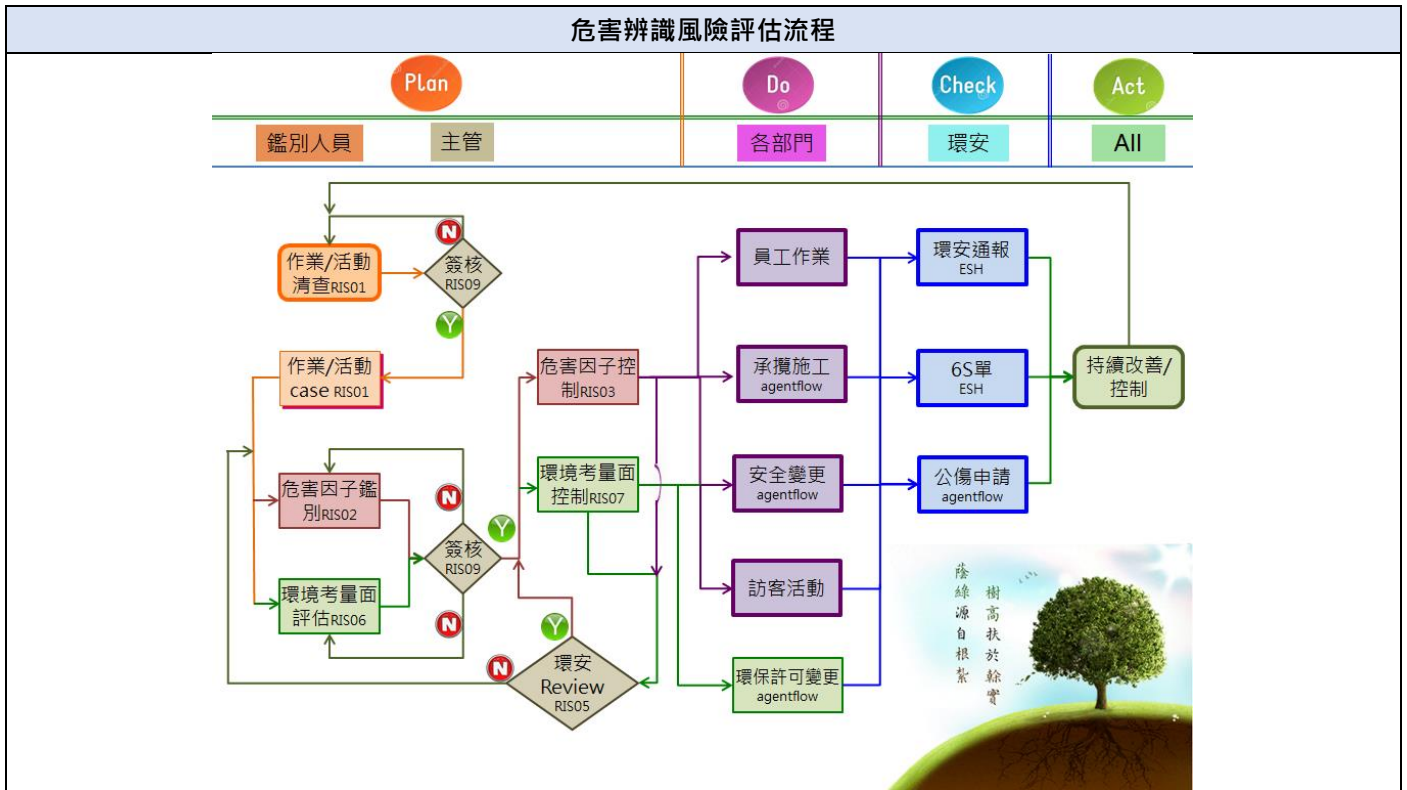 危害辨識風險評估流程
Plan
Do
Check
Act
鑑別人員
主管
各部門
環安
All
作業/活動
清查RIS01
N
簽核
RIS09
Y
作業/活動
case RIS01
危害因子鑑
別RIS02
環境考量面
評估RIS06
N
簽核
RIS09
N
Y
危害因子控
制RIS03
環境考量面
控制RIS07
Y
N
環安
Review
RIS05
員工作業
承攬施工
agentflow
安全變更
agentflow
訪客活動
環保許可變更
agentflow
環安通報
ESH
6S單
ESH
公傷申請
agentflow
持續改善/
控制
樹高扶於榦實
蔭綠源自根紮